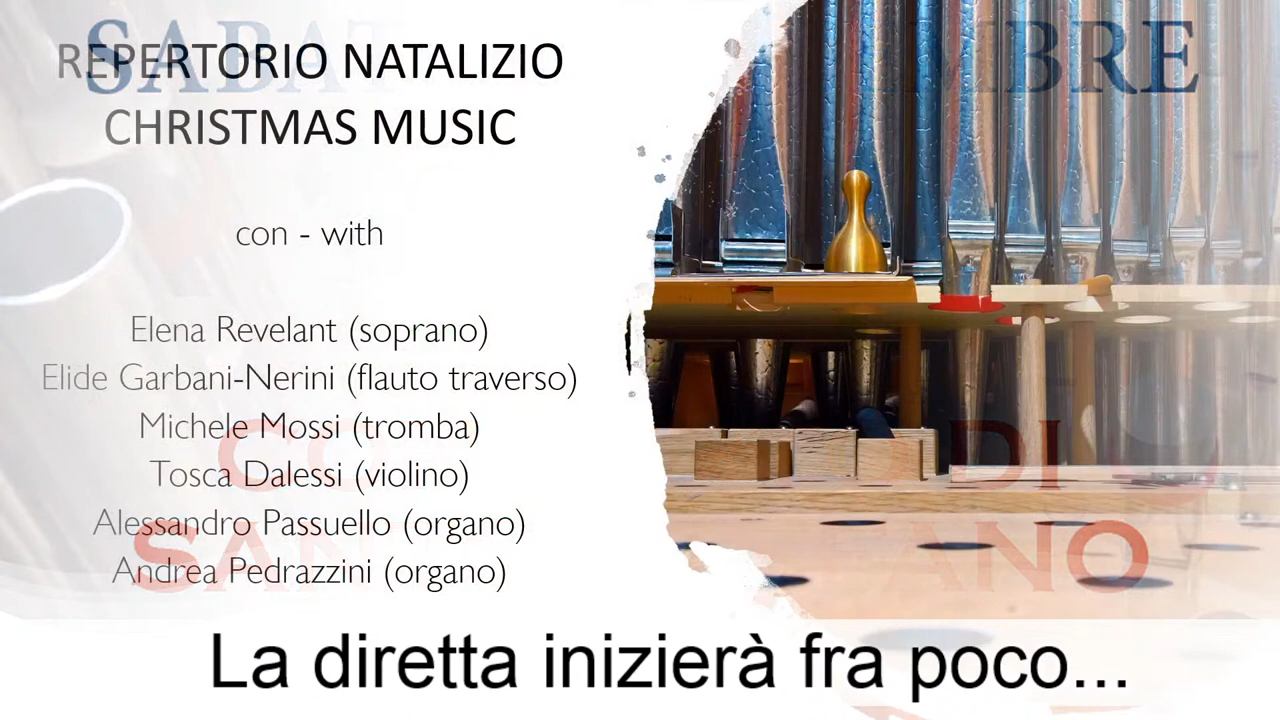 REPERTORIO NATALIZIO
CHRISTMAS MUSIC
con - with
Elena Revelant (soprano)
Elide Garbani-Nerini (flauto traverso)
Michele Mossi (tromba)
Tosca Dalessi (violino)
Alessandro Passuello (organo)
Andrea Pedrazzini (organo)
DI
La diretta inizierà fra poco...